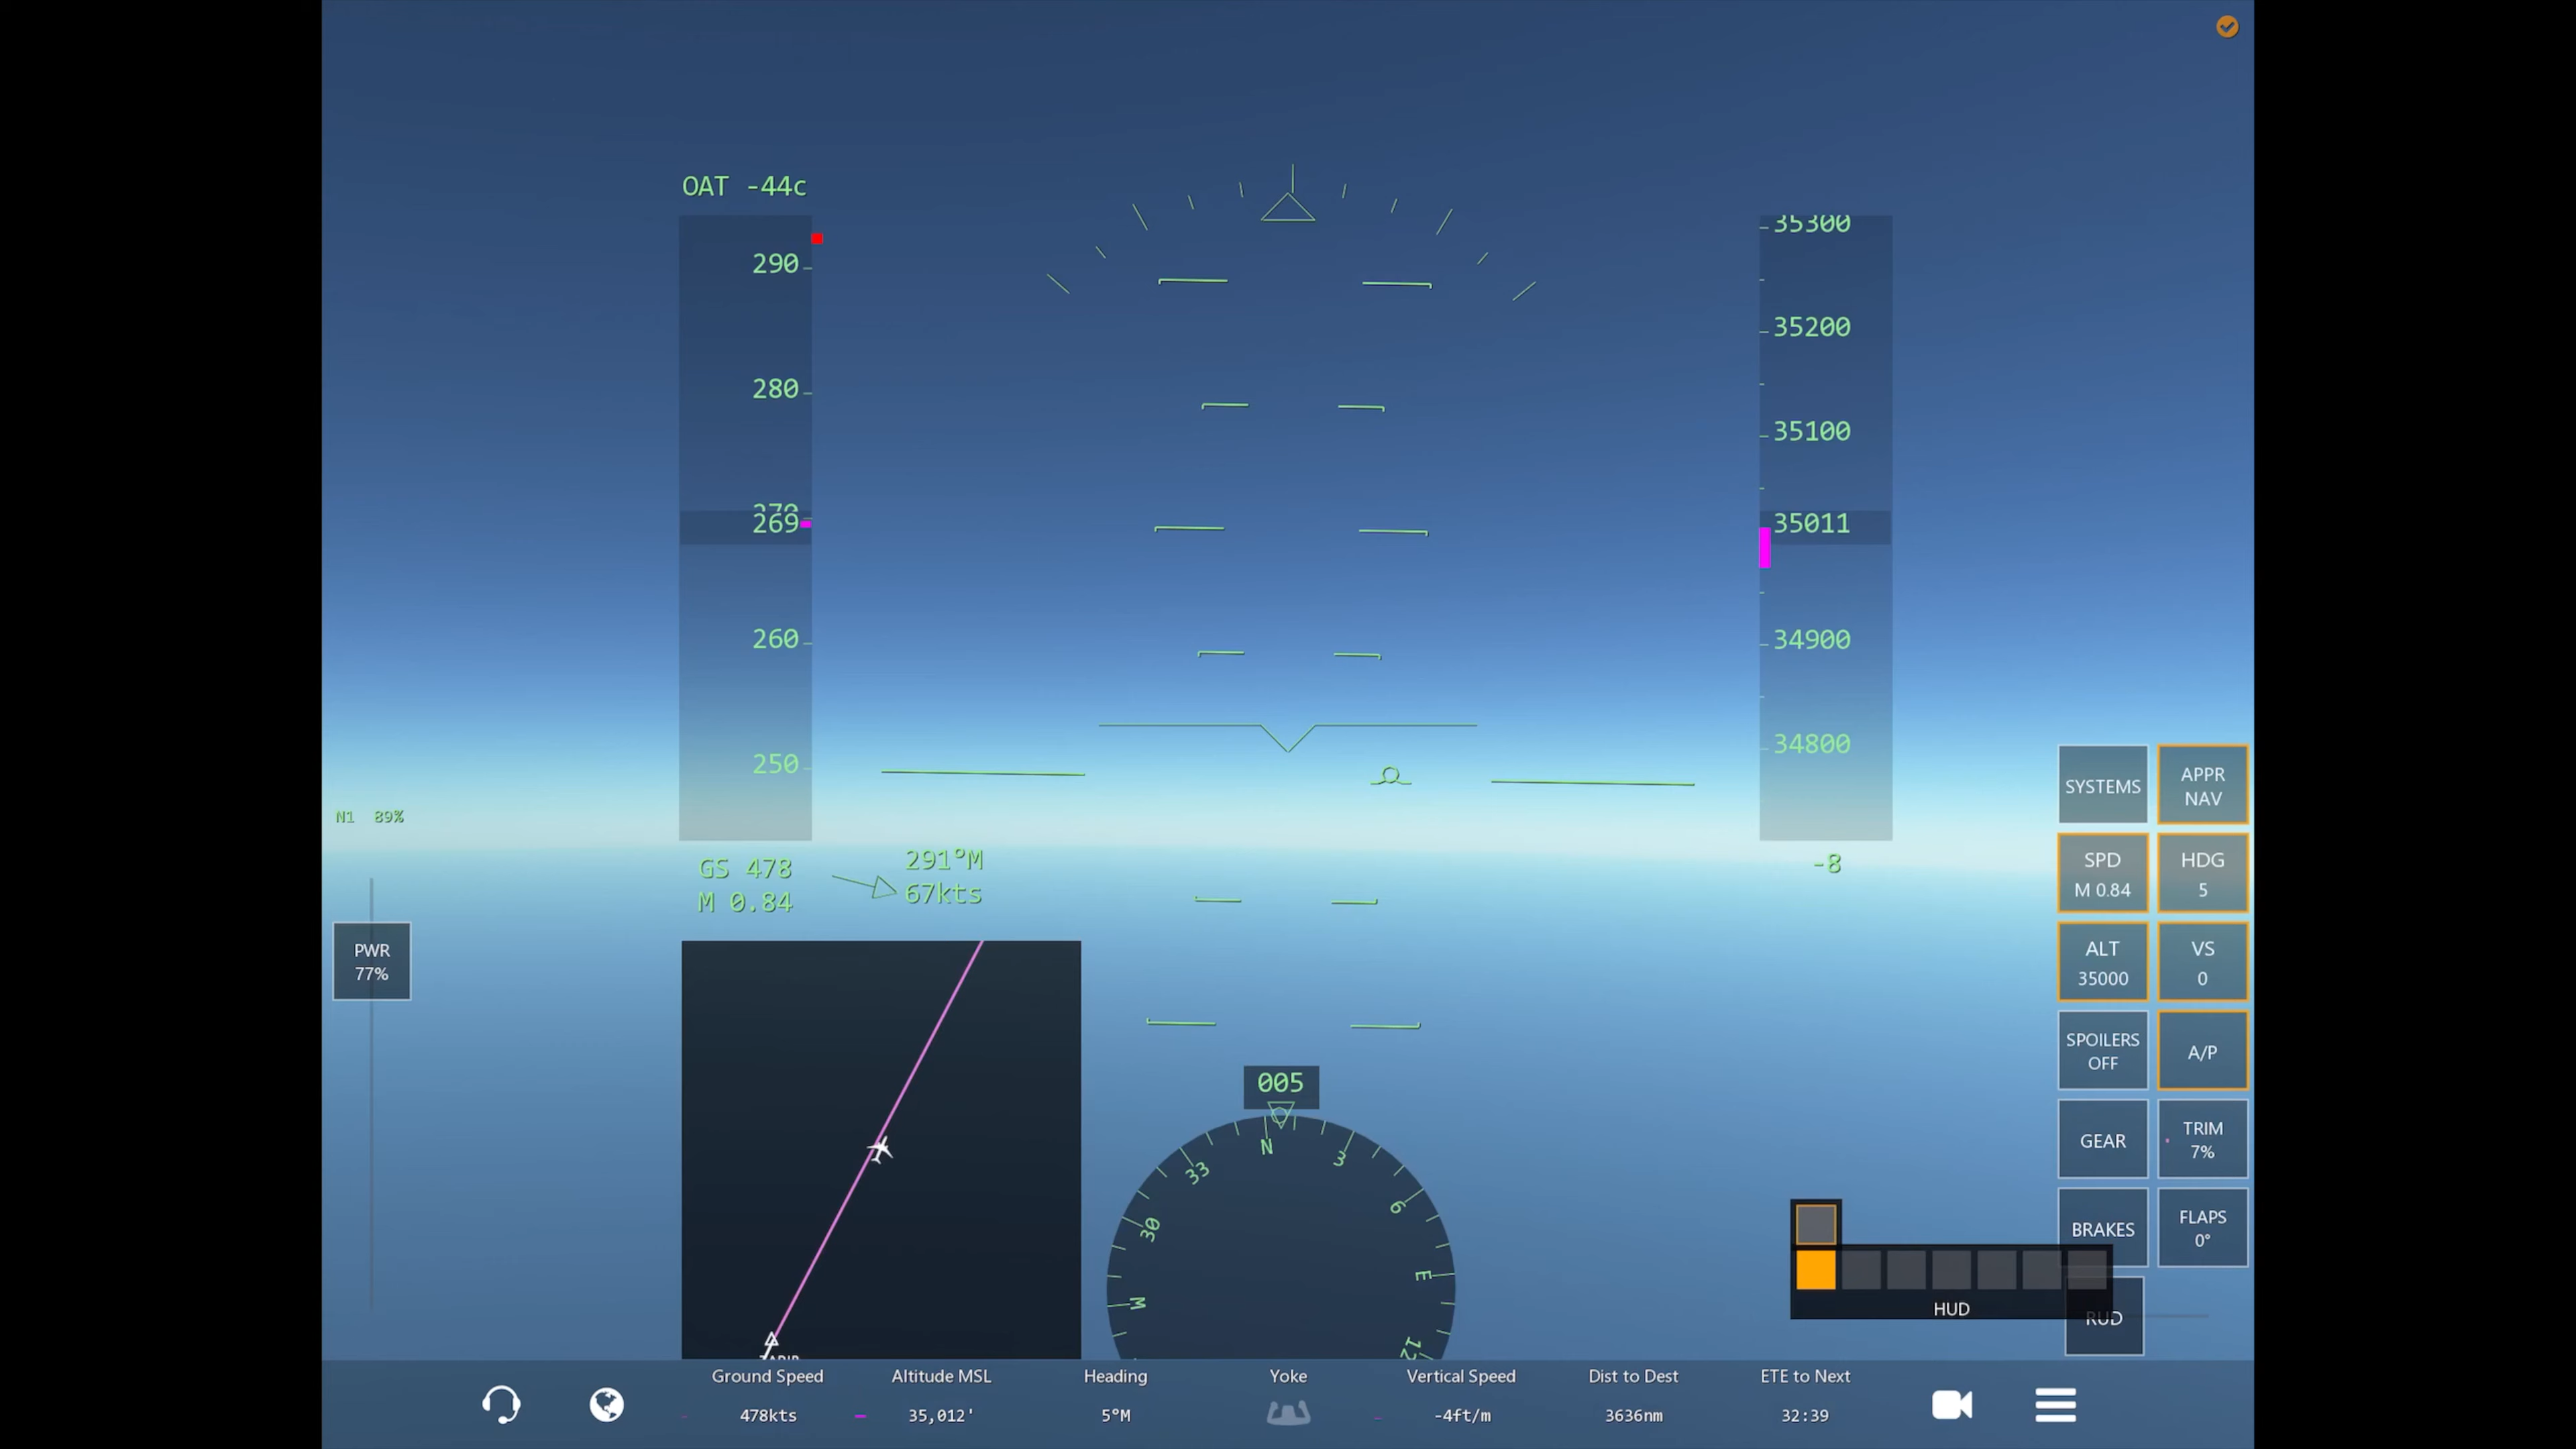 OAT -44c
290
280
269
260
250
35300
35200
35100
35011
34900
34800
-8
N1 89%
GS 478
M 0.84
291°M
67kts
PWR
77%
005
N
3
6
E
12
33
30
W
SYSTEMS
APPR
NAV
SPD
M 0.84
HDG
5
ALT
35000
VS
0
SPOILERS
OFF
A/P
GEAR
TRIM
7%
BRAKES
FLAPS
0°
HUD
RUD
Ground Speed
478kts
Altitude MSL
35,012'
Heading
5°M
Yoke
Vertical Speed
-4ft/m
Dist to Dest
3636nm
ETE to Next
32:39